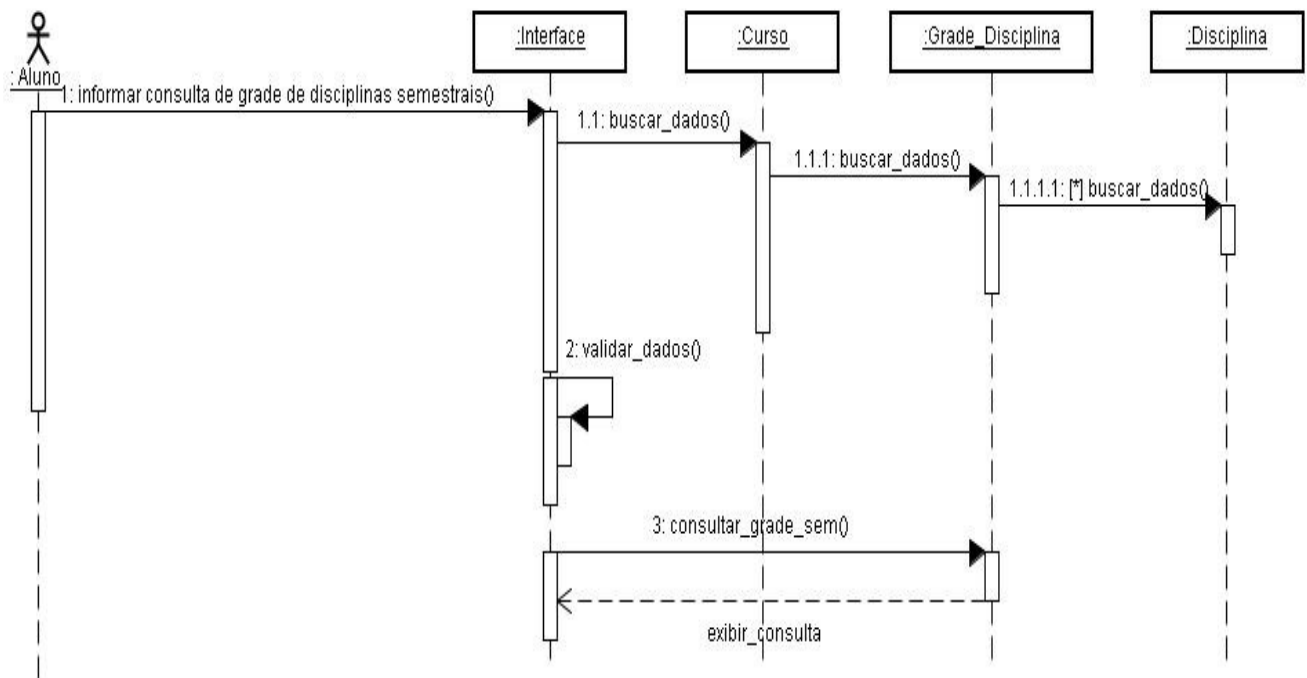 :Interface
:Curso
:Grade_Disciplina
:Disciplina
: Aluno
1: informar consulta de grade de disciplinas semestrais()
1.1: buscar_dados()
1.1.1: buscar_dados()
1.1.1.1: [*] buscar_dados()
2: validar_dados()
3: consultar_grade_sem()
exibir_consulta